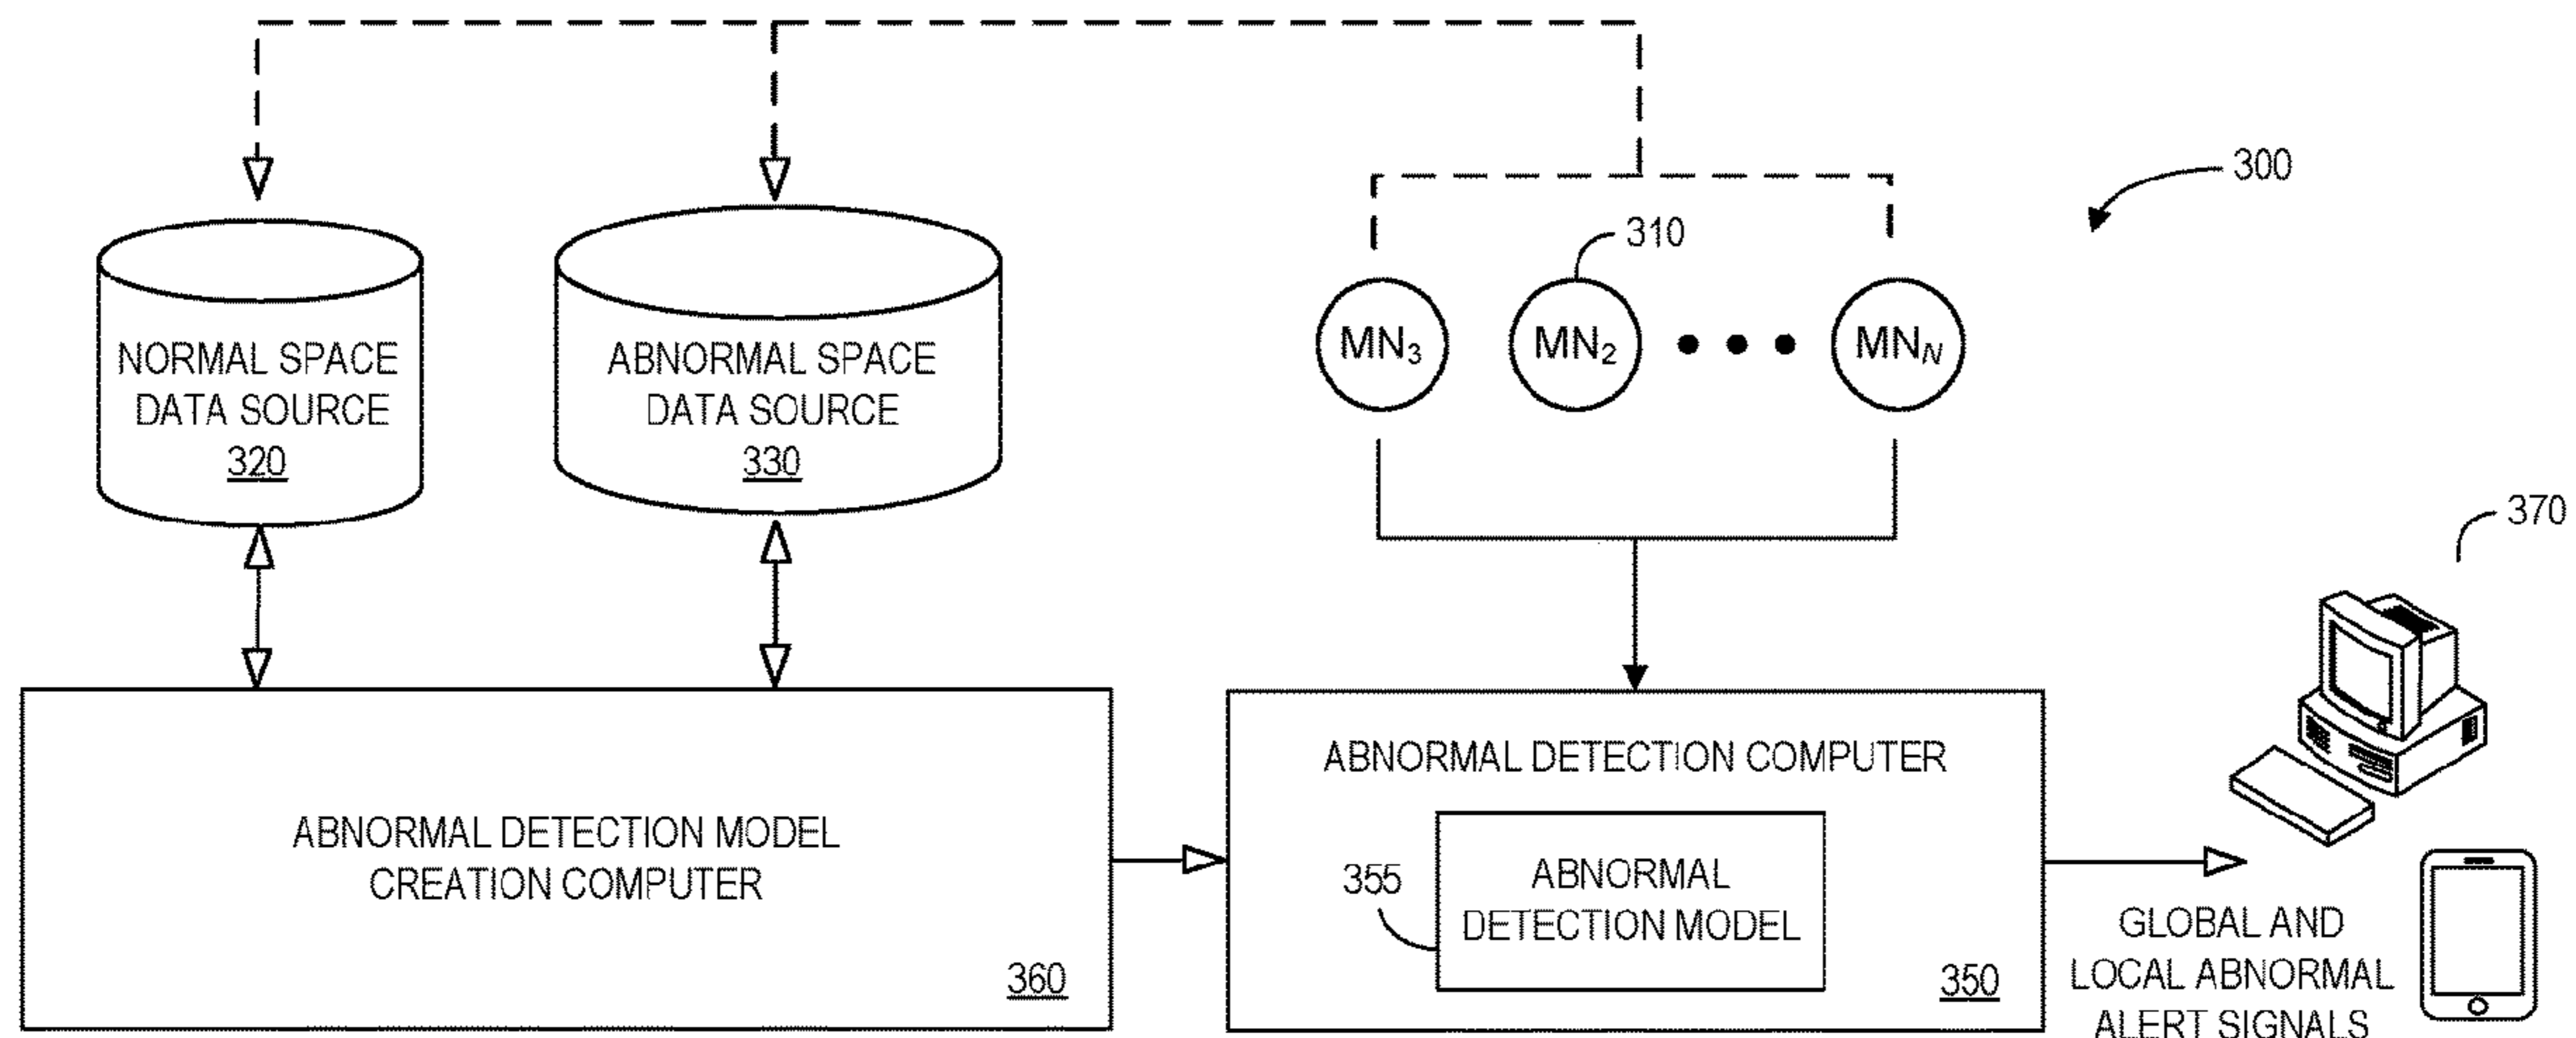 300
310
MN3 MN2 MNN
NORMAL SPACE
DATA SOURCE
320
ABNORMAL SPACE
DATA SOURCE
330
370
ABNORMAL DETECTION MODEL
CREATION COMPUTER
360
ABNORMAL DETECTION COMPUTER
355
ABNORMAL
DETECTION MODEL
350
GLOBAL AND
LOCAL ABNORMAL
ALERT SIGNALS